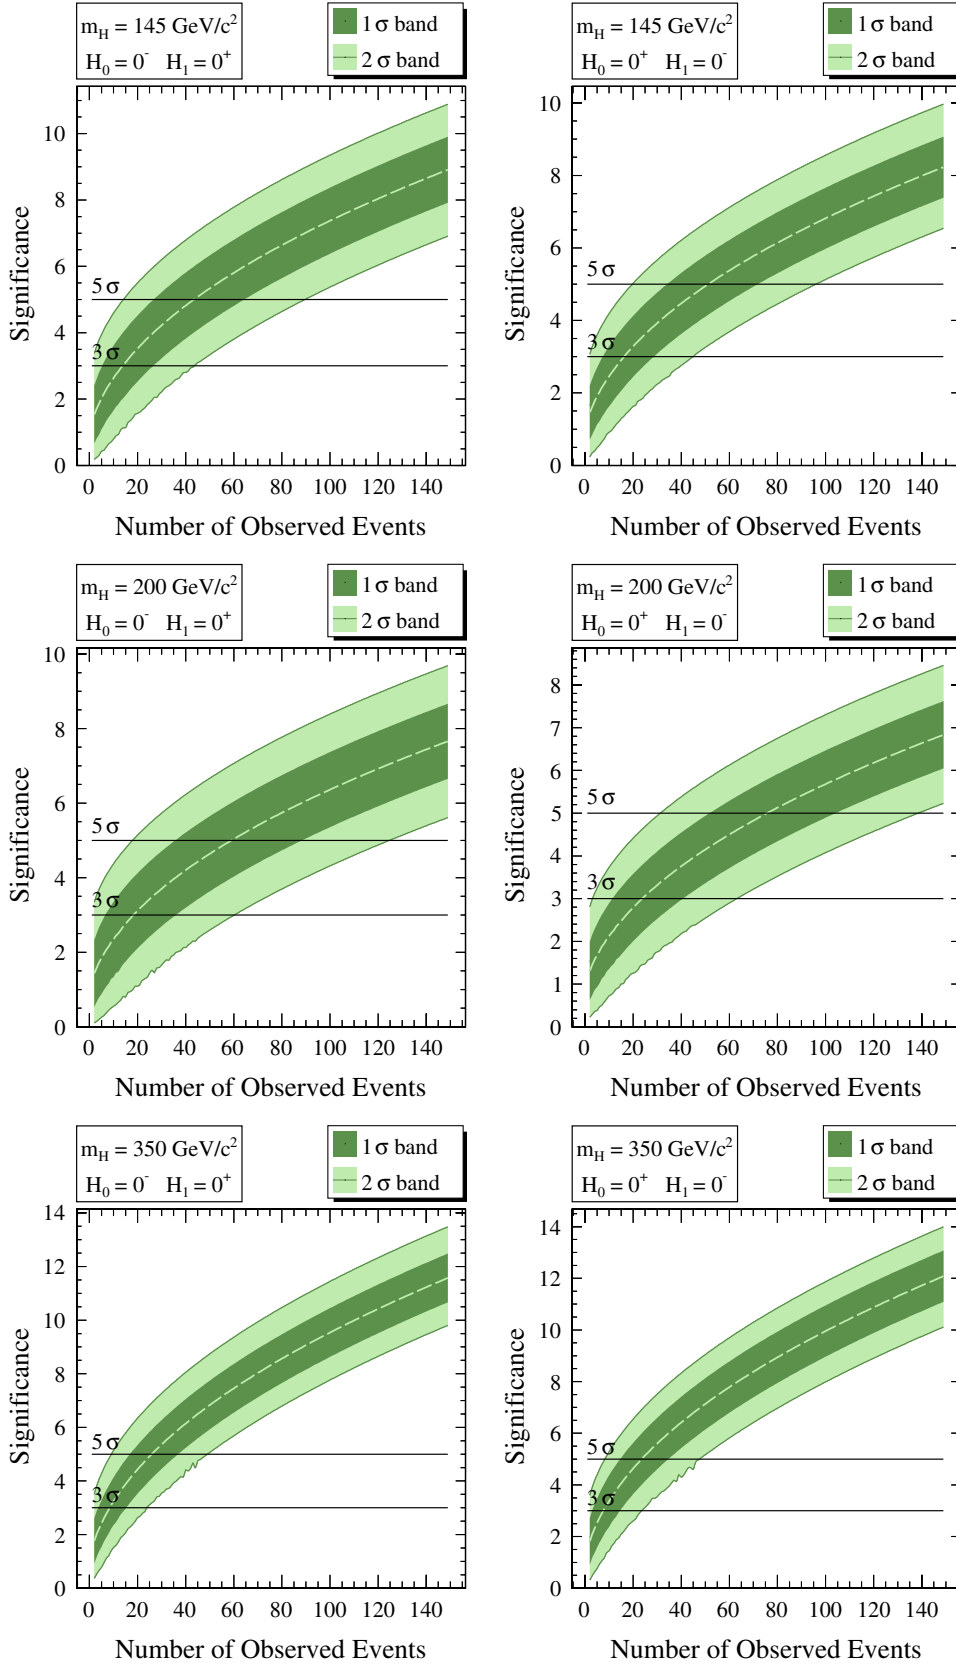 m_H = 145 GeV/c²
H₀ = 0⁻ H₁ = 0⁺
1 σ band
2 σ band
10
8
6
4
2
0
5 σ
3 σ
Significance
0 20 40 60 80 100 120 140
Number of Observed Events
m_H = 145 GeV/c²
H₀ = 0⁺ H₁ = 0⁻
1 σ band
2 σ band
10
8
6
4
2
0
5 σ
3 σ
Significance
0 20 40 60 80 100 120 140
Number of Observed Events
m_H = 200 GeV/c²
H₀ = 0⁻ H₁ = 0⁺
1 σ band
2 σ band
10
8
6
4
2
0
5 σ
3 σ
Significance
0 20 40 60 80 100 120 140
Number of Observed Events
m_H = 200 GeV/c²
H₀ = 0⁺ H₁ = 0⁻
1 σ band
2 σ band
8
7
6
5
4
3
2
1
0
5 σ
3 σ
Significance
0 20 40 60 80 100 120 140
Number of Observed Events
m_H = 350 GeV/c²
H₀ = 0⁻ H₁ = 0⁺
1 σ band
2 σ band
14
12
10
8
6
4
2
0
5 σ
3 σ
Significance
0 20 40 60 80 100 120 140
Number of Observed Events
m_H = 350 GeV/c²
H₀ = 0⁺ H₁ = 0⁻
1 σ band
2 σ band
14
12
10
8
6
4
2
0
5 σ
3 σ
Significance
0 20 40 60 80 100 120 140
Number of Observed Events